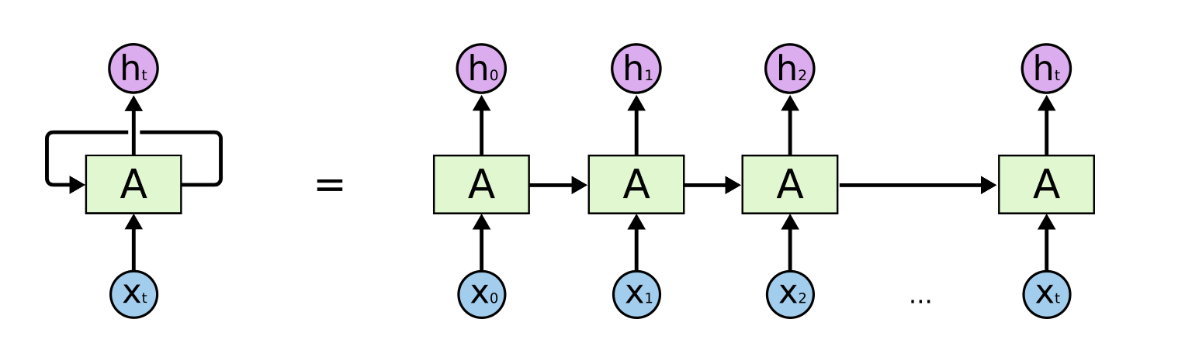 ht h0 h1 h2 ht
A = A A A A
xt x0 x1 x2 ... xt